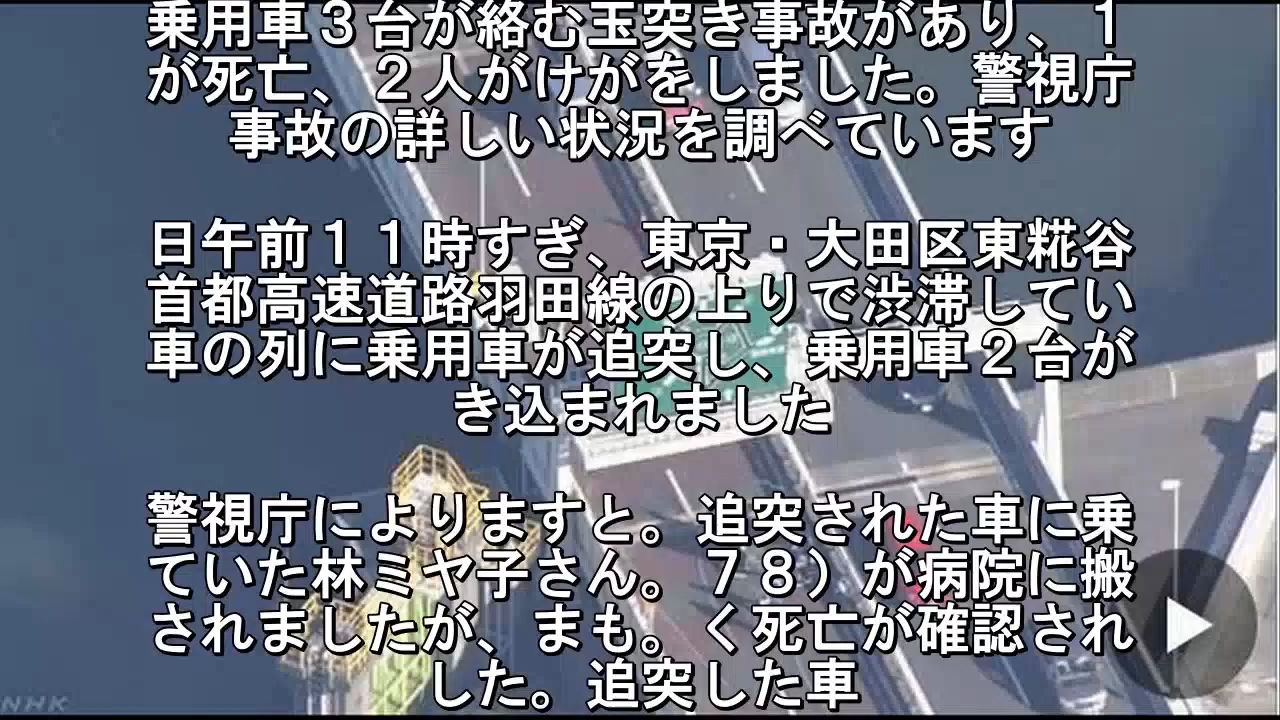 乗用車３台が絡む玉突き事故があり、１
が死亡、２人がけがをしました。警視庁
事故の詳しい状況を調べています
日午前１１時すぎ、東京・大田区東糀谷
首都高速道路羽田線の上りで渋滞してい
車の列に乗用車が追突し、乗用車２台が
き込まれました
警視庁によりますと。追突された車に乗
ていた林ミヤ子さん。７８）が病院に搬
されましたが、まも。く死亡が確認され
した。追突した車
NHK